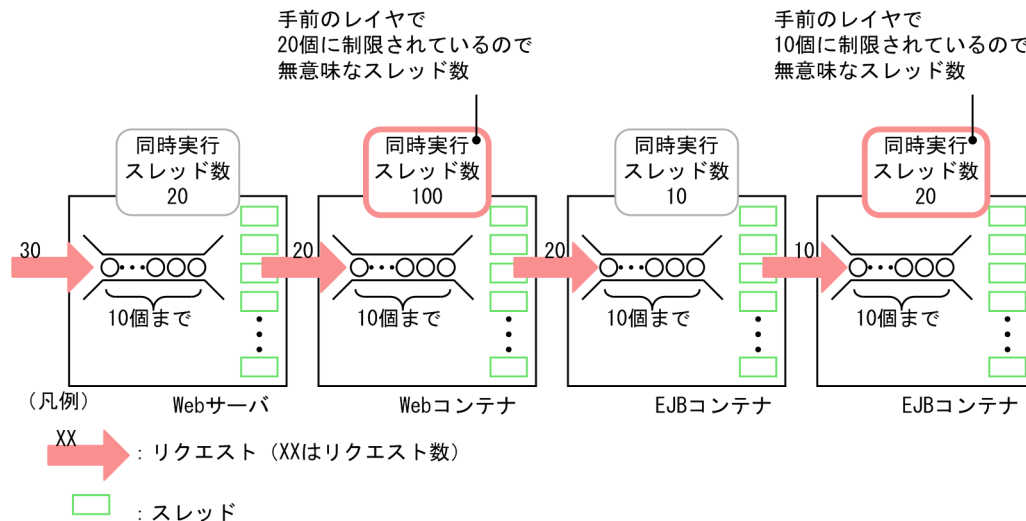 手前のレイヤで
20個に制限されているので
無意味なスレッド数
手前のレイヤで
10個に制限されているので
無意味なスレッド数
同時実行
スレッド数
20
同時実行
スレッド数
100
同時実行
スレッド数
10
同時実行
スレッド数
20
30
20
20
10
10個まで
10個まで
10個まで
10個まで
Webサーバ
Webコンテナ
EJBコンテナ
EJBコンテナ
(凡例)
XX
：リクエスト（XXはリクエスト数）
：スレッド